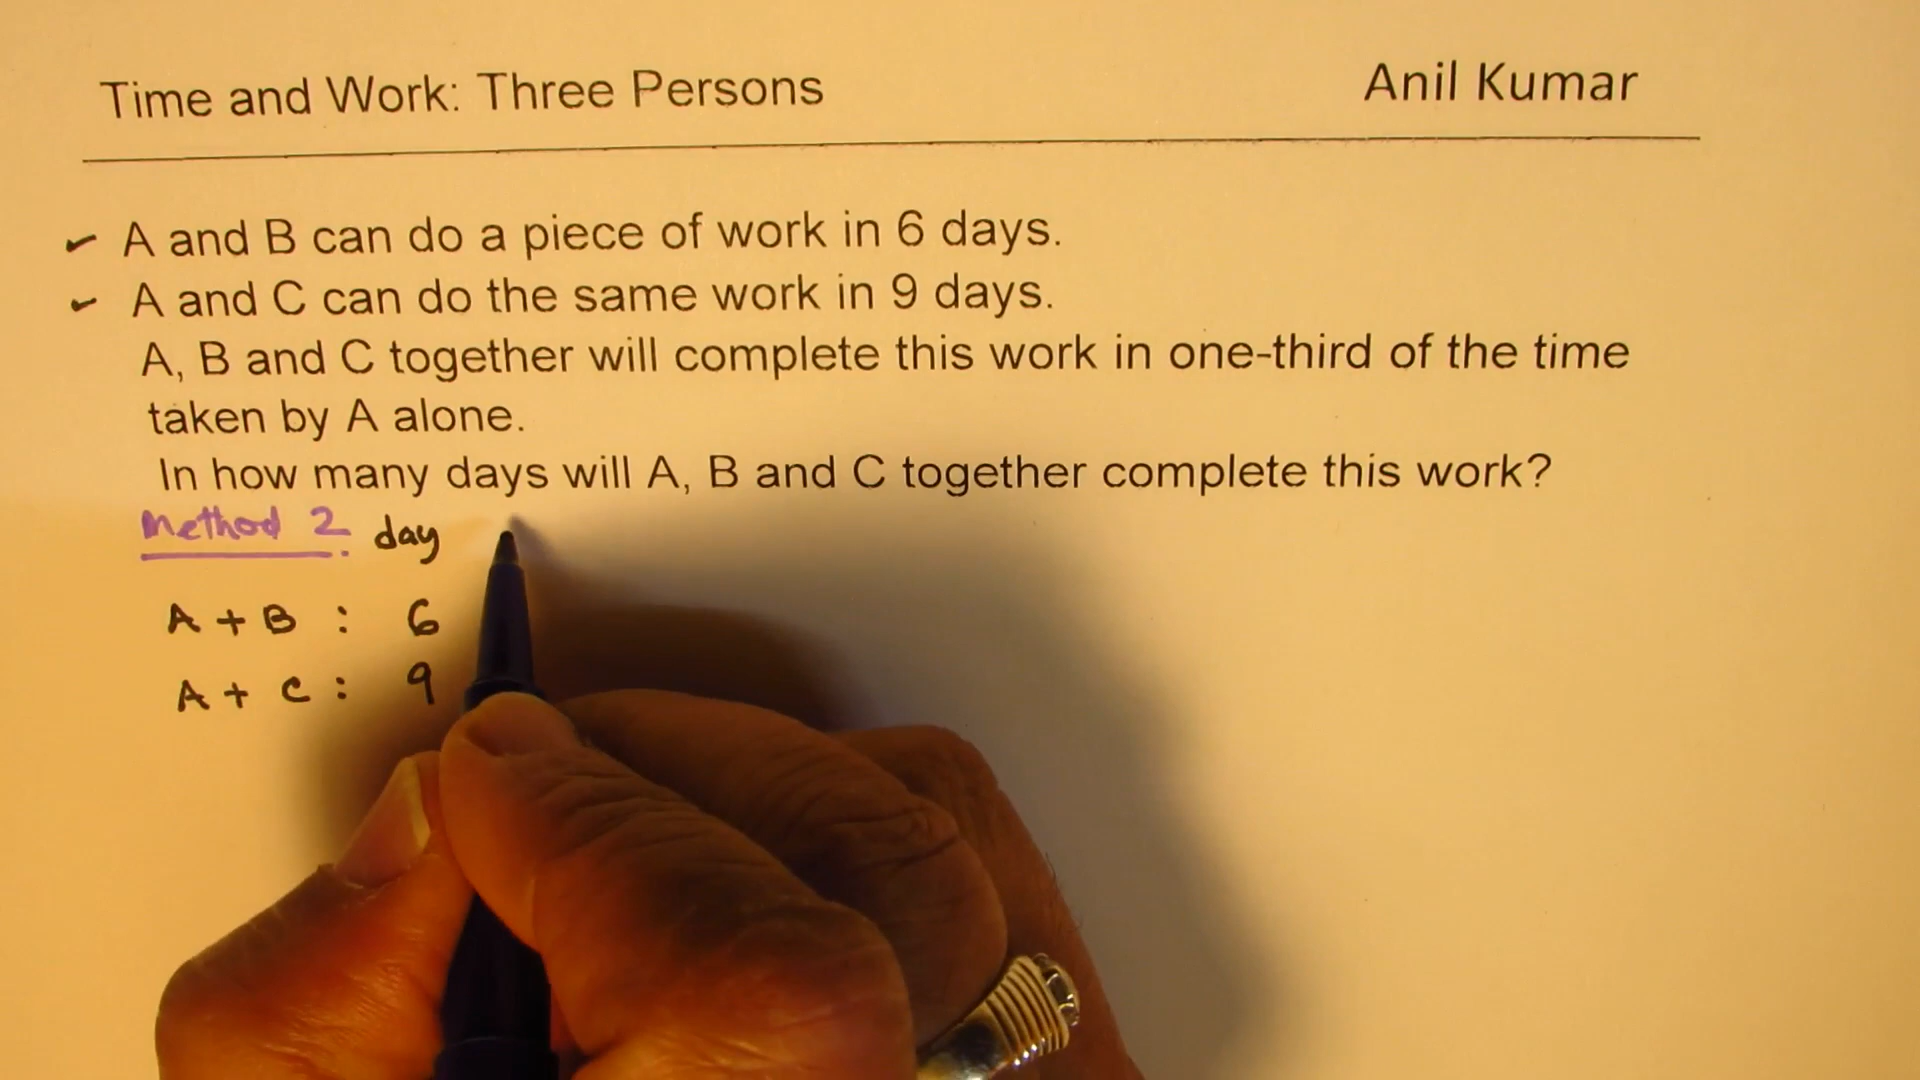 Time and Work: Three Persons Anil Kumar
A and B can do a piece of work in 6 days.
A and C can do the same work in 9 days.
A, B and C together will complete this work in one-third of the time
taken by A alone.
In how many days will A, B and C together complete this work?
Method 2: day
A + B : 6
A + C : 9